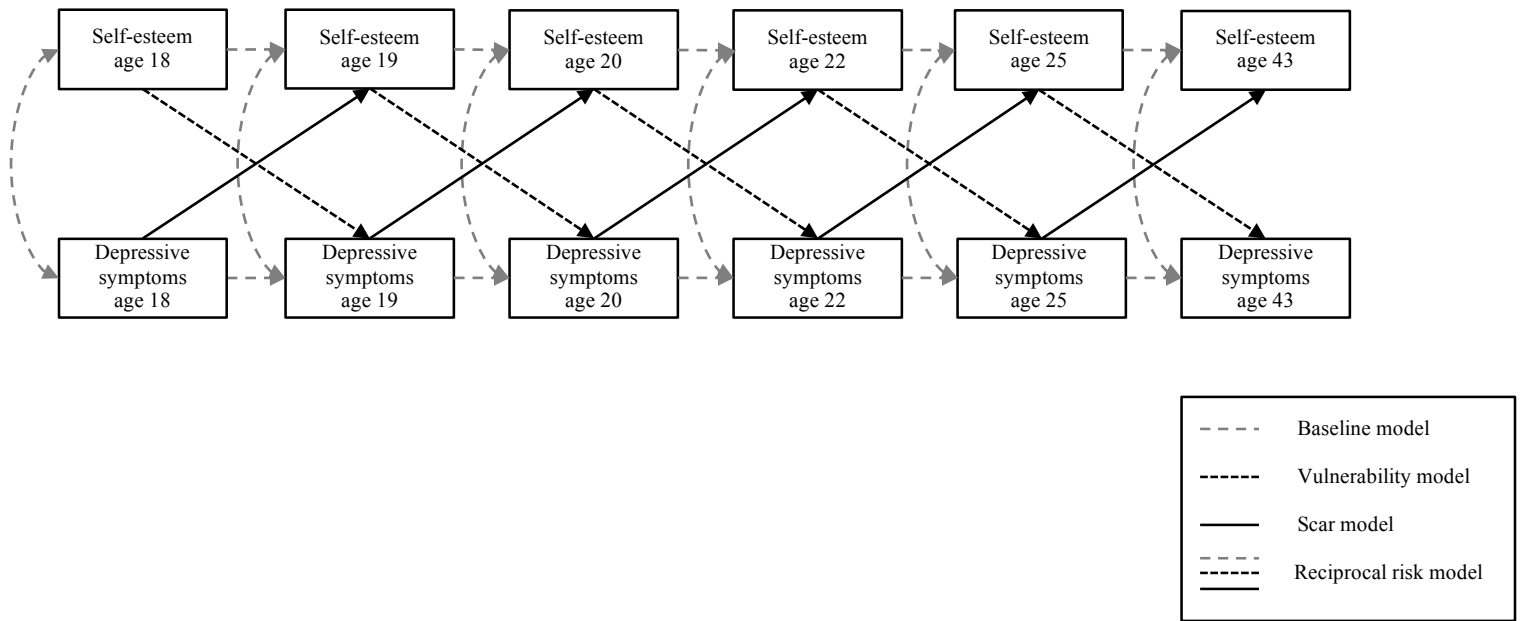 Self-esteem
age 18
Self-esteem
age 19
Self-esteem
age 20
Self-esteem
age 22
Self-esteem
age 25
Self-esteem
age 43
Depressive
symptoms
age 18
Depressive
symptoms
age 19
Depressive
symptoms
age 20
Depressive
symptoms
age 22
Depressive
symptoms
age 25
Depressive
symptoms
age 43
Baseline model
Vulnerability model
Scar model
Reciprocal risk model